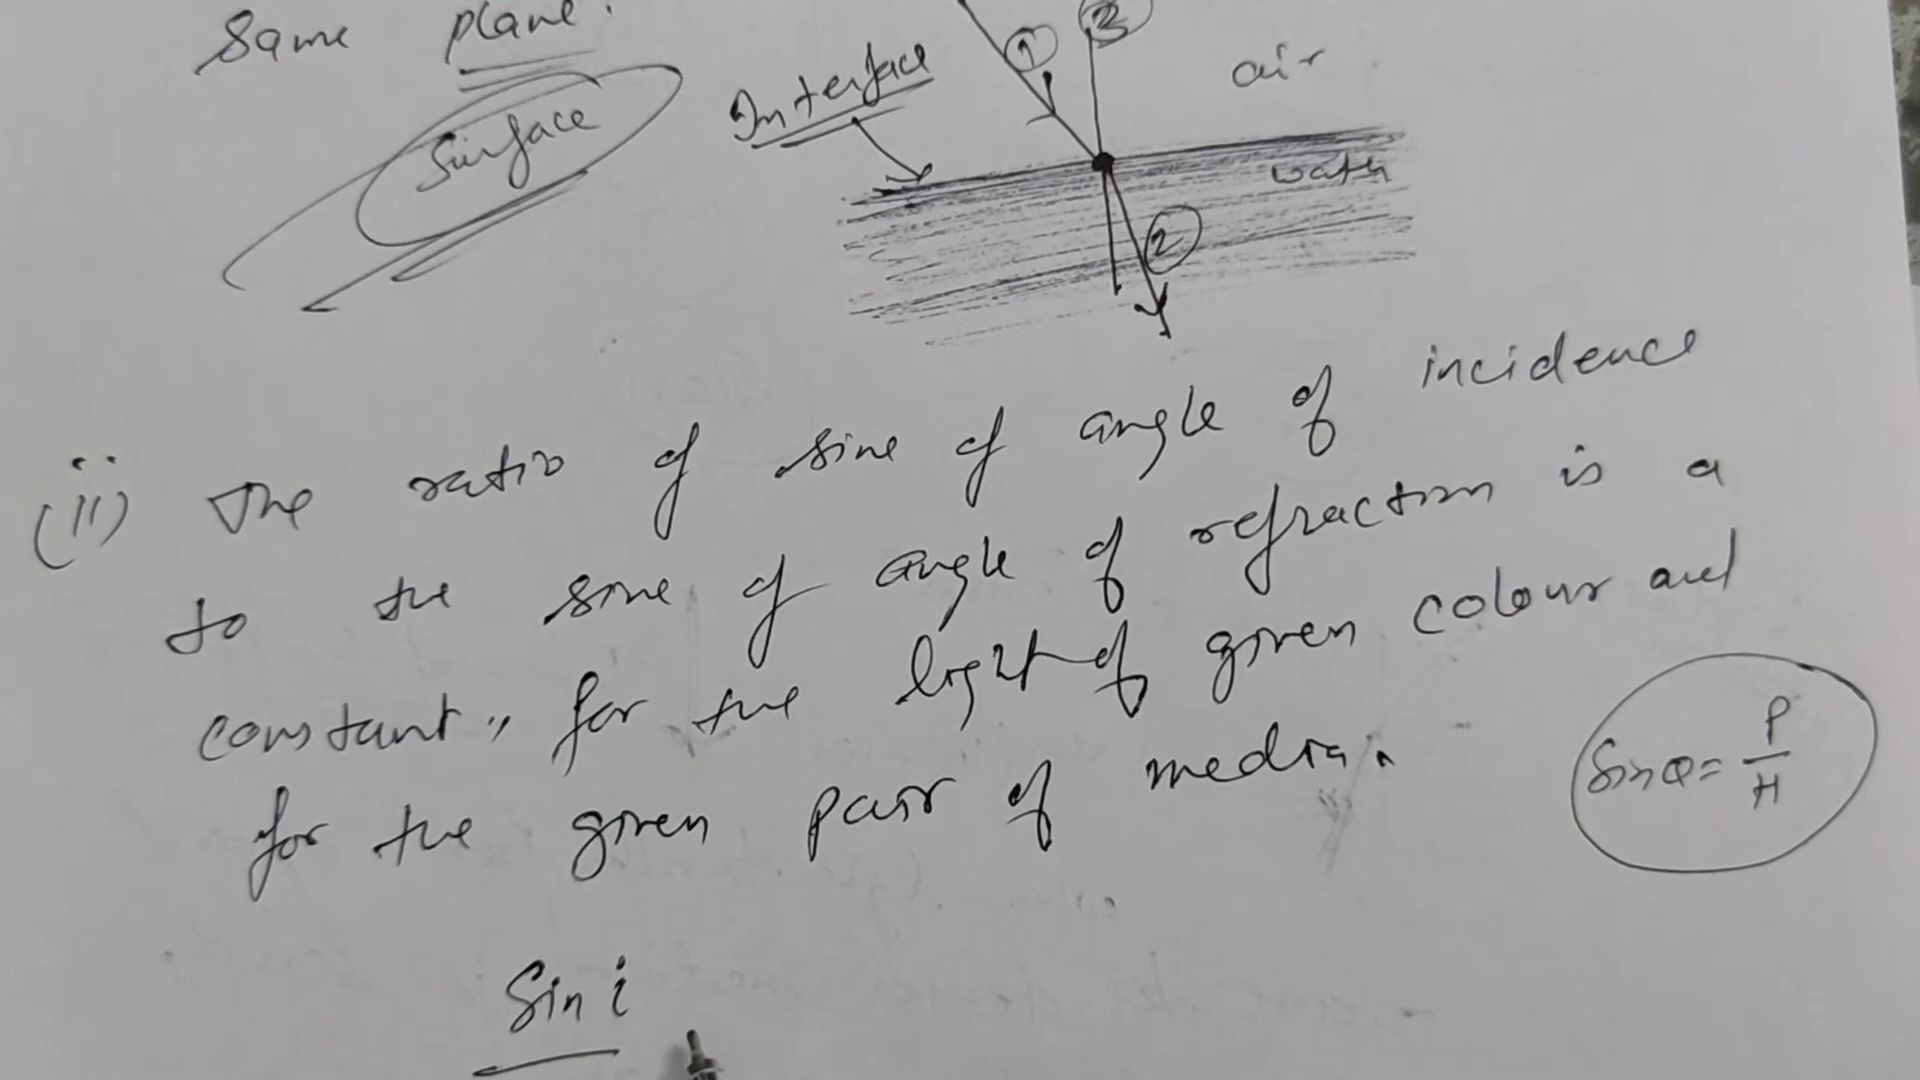 same plane.
surface
Interface
1
3
air
water
2
(ii) The ratio of sine of angle of incidence
to the sine of angle of refraction is a
constant, for the light of given colour and
for the given pair of media.
Sin θ = P/H
Sin i